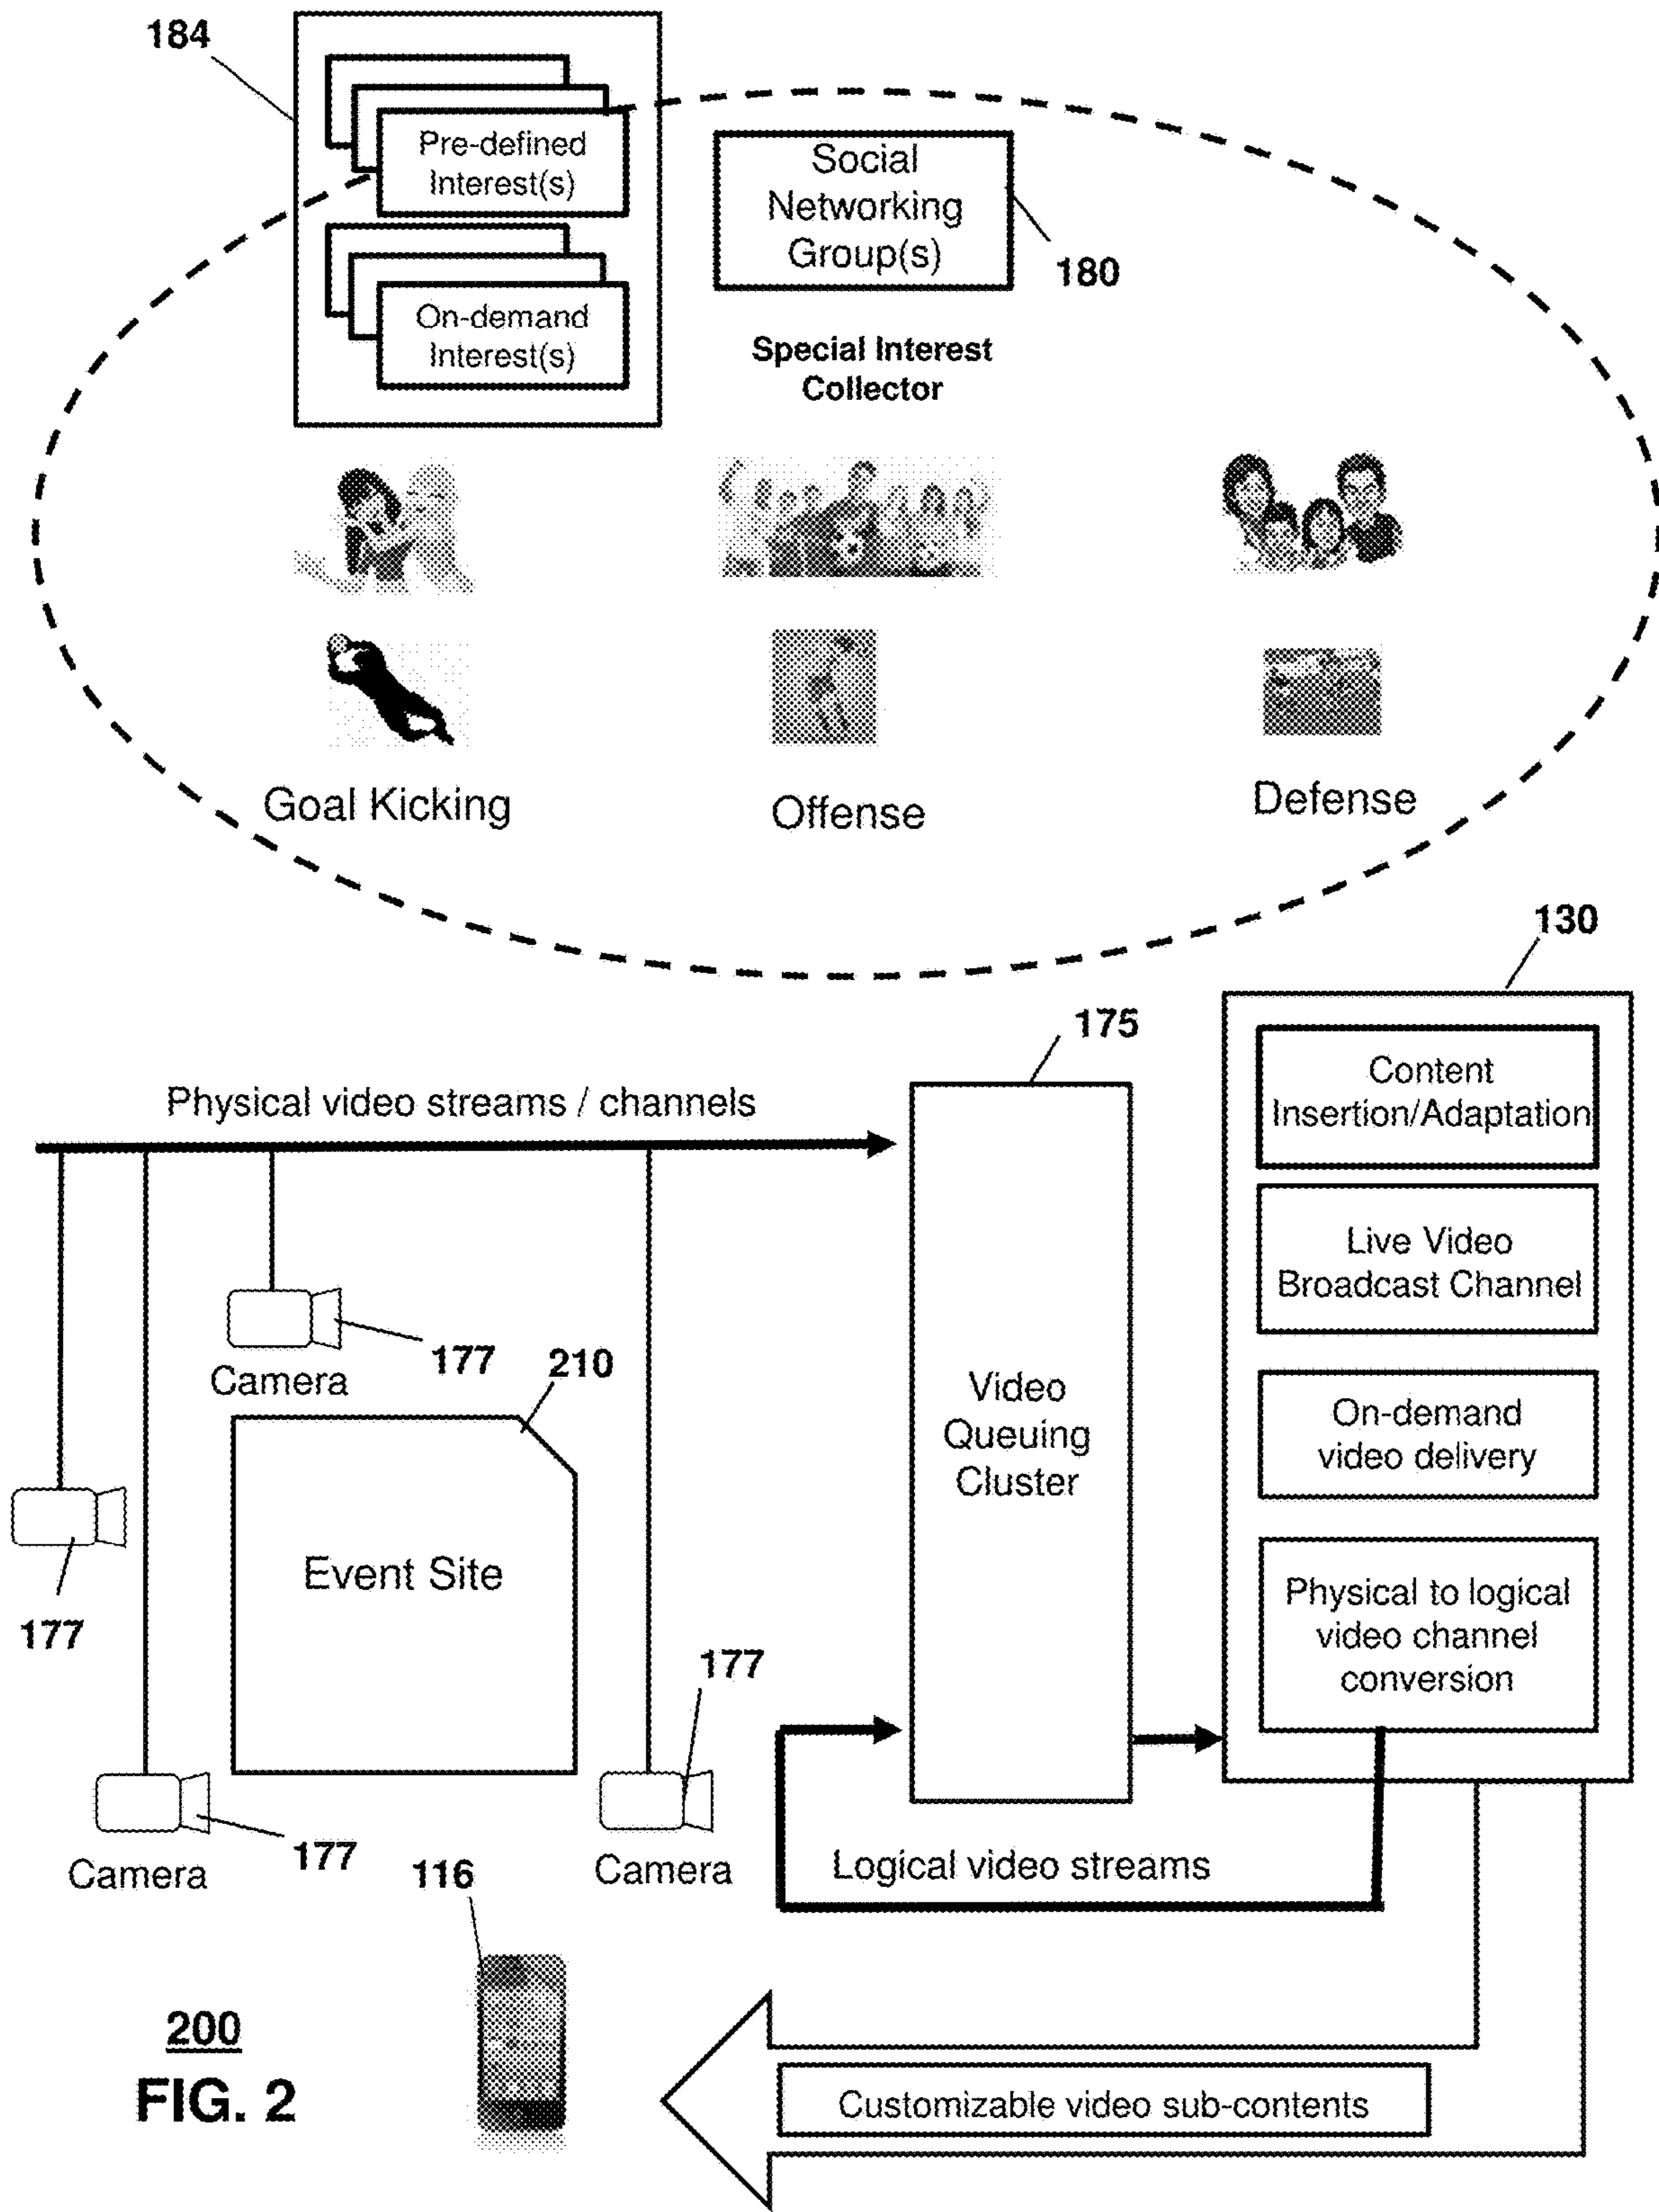 184
Pre-defined
Interest(s)
On-demand
Interest(s)
Social
Networking
Group(s)
180
Special Interest
Collector
Goal Kicking
Offense
Defense
130
175
Physical video streams / channels
Content
Insertion/Adaptation
Live Video
Broadcast Channel
On-demand
video delivery
Physical to logical
video channel
conversion
Video
Queuing
Cluster
177
Camera
210
Event Site
177
177
Camera
177
Camera
177
Logical video streams
116
Customizable video sub-contents
200
FIG. 2